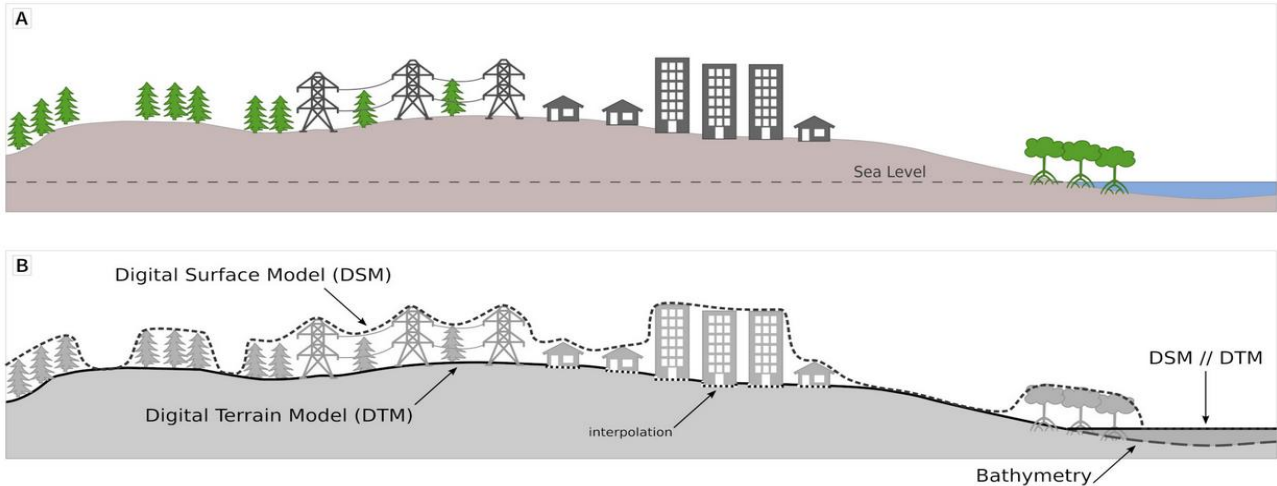 A
Sea Level
B
Digital Surface Model (DSM)
DSM // DTM
Digital Terrain Model (DTM)
interpolation
Bathymetry